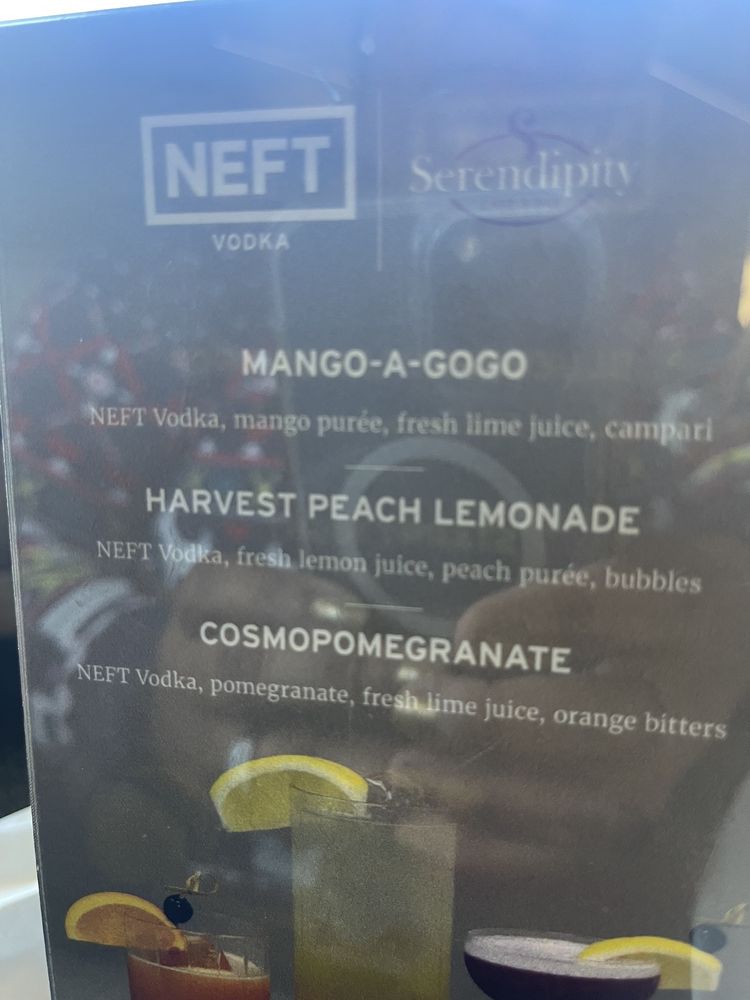 NEFT
VODKA
Serendipity
MANGO-A-GOGO
NEFT Vodka, mango purée, fresh lime juice, campari
HARVEST PEACH LEMONADE
NEFT Vodka, fresh lemon juice, peach purée, bubbles
COSMOPOMEGRANATE
NEFT Vodka, pomegranate, fresh lime juice, orange bitters